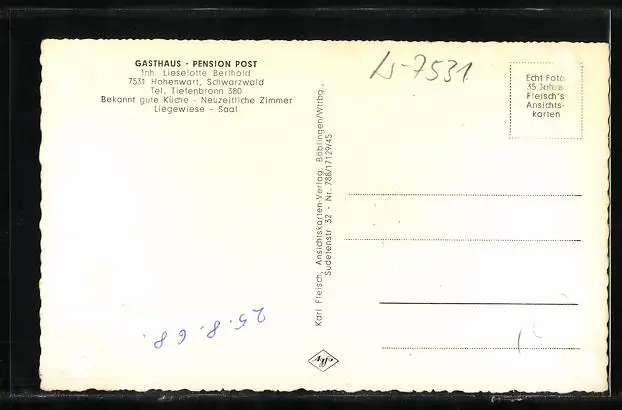 GASTHAUS - PENSION POST
Inh. Lieselotte Berthold
7531 Hohenwart, Schwarzwald
Tel. Tiefenbronn 380
Bekannt gute Küche - Neuzeitliche Zimmer
Liegewiese - Saal
D-7531
Echt Foto
35 Jahre
Fleisch's
Ansichts-
karten
Karl Fleisch, Ansichtskarten-Verlag, Böblingen/Wttbg.,
Sudetenstr 32 - Nr. 788/17129/45
25.8.68.
Agfa